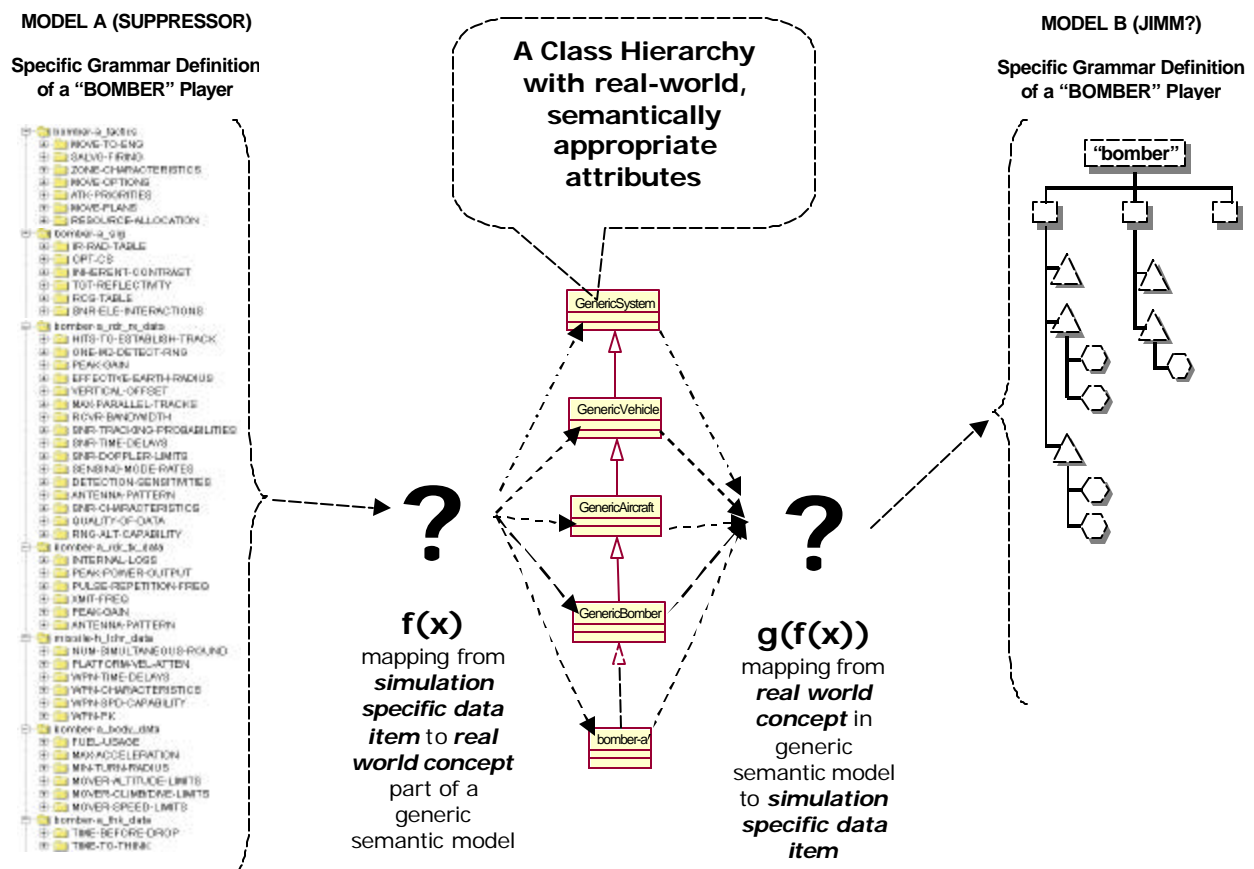 MODEL A (SUPPRESSOR)
Specific Grammar Definition
of a “BOMBER” Player
bomber-a_tactics
MOVE-TO-ENG
SALVO-FIRING
ZONE-CHARACTERISTICS
MOVE-OPTIONS
ATK-PRIORITIES
MOVE-PLANS
RESOURCE-ALLOCATION
bomber-a_sig
IR-RAD-TABLE
OPT-CS
INHERENT-CONTRAST
TGT-REFLECTIVITY
RCS-TABLE
SNR-ELE-INTERACTIONS
bomber-a_rdr_rx_data
HITS-TO-ESTABLISH-TRACK
ONE-M2-DETECT-RNG
PEAK-GAIN
EFFECTIVE-EARTH-RADIUS
VERTICAL-OFFSET
MAX-PARALLEL-TRACKS
RCVR-BANDWIDTH
SNR-TRACKING-PROBABILITIES
SNR-TIME-DELAYS
SNR-DOPPLER-LIMITS
SENSING-MODE-RATES
DETECTION-SENSITIVITIES
ANTENNA-PATTERN
SNR-CHARACTERISTICS
QUALITY-OF-DATA
RNG-ALT-CAPABILITY
bomber-a_rdr_tx_data
INTERNAL-LOSS
PEAK-POWER-OUTPUT
PULSE-REPETITION-FREQ
XMIT-FREQ
PEAK-GAIN
ANTENNA-PATTERN
missile-h_lchr_data
NUM-SIMULTANEOUS-ROUND
PLATFORM-VEL-ATTEN
WPN-TIME-DELAYS
WPN-CHARACTERISTICS
WPN-SPD-CAPABILITY
WPN-PK
bomber-a_body_data
FUEL-USAGE
MAX-ACCELERATION
MIN-TURN-RADIUS
MOVER-ALTITUDE-LIMITS
MOVER-CLIMB/DIVE-LIMITS
MOVER-SPEED-LIMITS
bomber-a_thk_data
TIME-BEFORE-DROP
TIME-TO-THINK
?
f(x)
mapping from
simulation
specific data
item to real
world concept
part of a
generic
semantic model
A Class Hierarchy
with real-world,
semantically
appropriate
attributes
GenericSystem
GenericVehicle
GenericAircraft
GenericBomber
bomber-a/
?
g(f(x))
mapping from
real world
concept in
generic
semantic model
to simulation
specific data
item
MODEL B (JIMM?)
Specific Grammar Definition
of a “BOMBER” Player
“bomber”